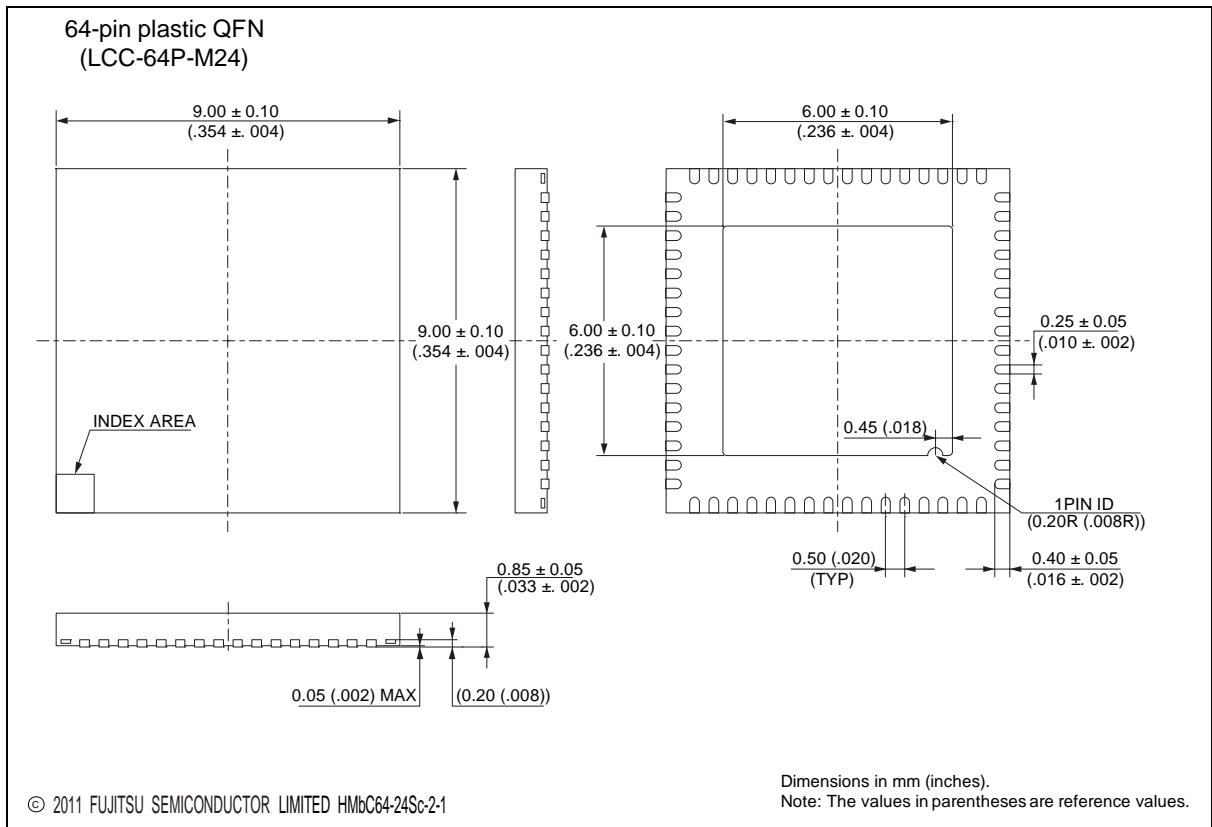 64-pin plastic QFN
(LCC-64P-M24)
9.00 ± 0.10
(.354 ±. 004)
6.00 ± 0.10
(.236 ±. 004)
9.00 ± 0.10
(.354 ±. 004)
6.00 ± 0.10
(.236 ±. 004)
0.25 ± 0.05
(.010 ±. 002)
INDEX AREA
0.45 (.018)
1PIN ID
(0.20R (.008R))
0.50 (.020)
(TYP)
0.40 ± 0.05
(.016 ±. 002)
0.85 ± 0.05
(.033 ±. 002)
0.05 (.002) MAX
(0.20 (.008))
© 2011 FUJITSU SEMICONDUCTOR LIMITED HMbC64-24Sc-2-1
Dimensions in mm (inches).
Note: The values in parentheses are reference values.